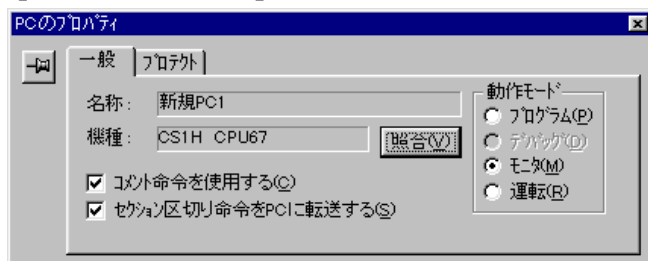 PCのﾌﾟﾛﾊﾟﾃｨ
一般
ﾌﾟﾛﾃｸﾄ
名称:
新規PC1
機種:
CS1H CPU67
照合(V)
動作ﾓｰﾄﾞ
ﾌﾟﾛｸﾞﾗﾑ(P)
ﾃﾞﾊﾞｯｸﾞ(D)
ﾓﾆﾀ(M)
運転(R)
ｺﾒﾝﾄ命令を使用する(C)
ｾｸｼｮﾝ区切り命令をPCに転送する(S)